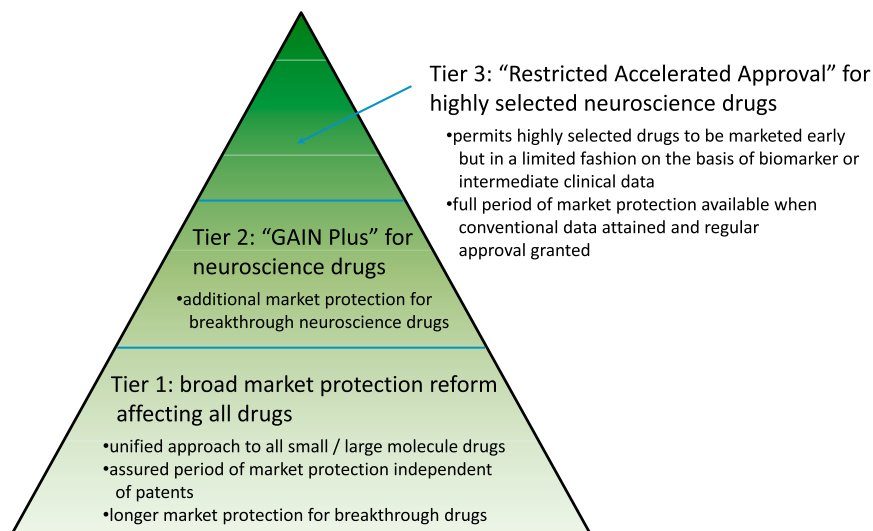 Tier 3: “Restricted Accelerated Approval” for
highly selected neuroscience drugs
•permits highly selected drugs to be marketed early
but in a limited fashion on the basis of biomarker or
intermediate clinical data
•full period of market protection available when
conventional data attained and regular
approval granted
Tier 2: “GAIN Plus” for
neuroscience drugs
•additional market protection for
breakthrough neuroscience drugs
Tier 1: broad market protection reform
affecting all drugs
•unified approach to all small / large molecule drugs
•assured period of market protection independent
of patents
•longer market protection for breakthrough drugs